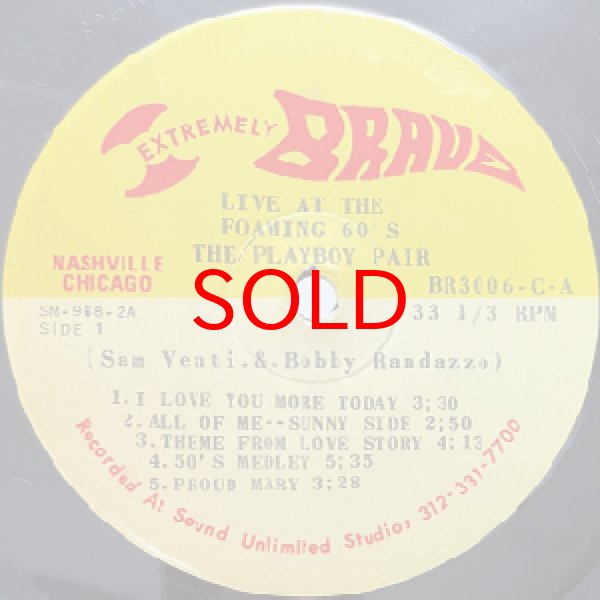 EXTREMELY BRAVE
LIVE AT THE
FOAMING 60'S
THE PLAYBOY PAIR
NASHVILLE
CHICAGO
BR3006-C-A
SOLD
SN-968-2A
SIDE 1
33 1/3 RPM
(Sam Venti.&.Bobby Randazzo)
1. I LOVE YOU MORE TODAY 3;30
2. ALL OF ME--SUNNY SIDE 2;50
3. THEME FROM LOVE STORY 4;13
4. 50'S MEDLEY 5;35
5. PROUD MARY 3;28
Recorded At Sound Unlimited Studios 312-331-7700